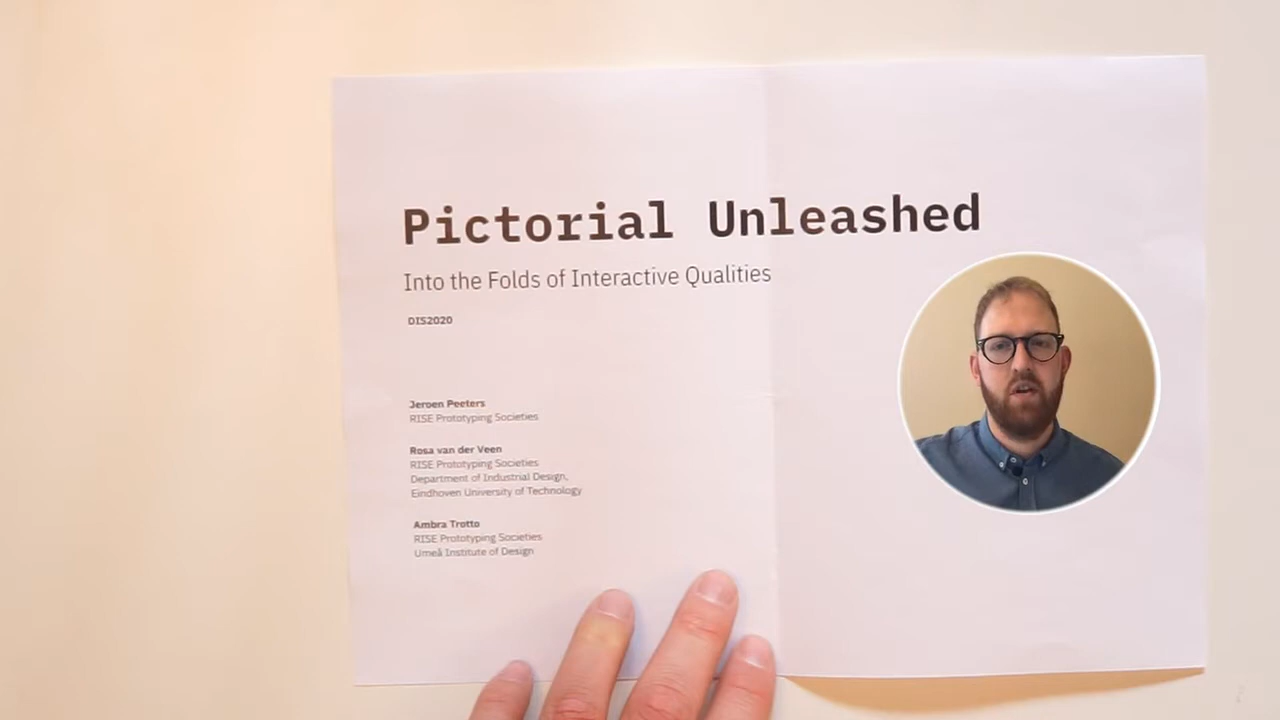 Pictorial Unleashed
Into the Folds of Interactive Qualities
DIS2020
Jeroen Peeters
RISE Prototyping Societies
Rosa van der Veen
RISE Prototyping Societies
Department of Industrial Design,
Eindhoven University of Technology
Ambra Trotto
RISE Prototyping Societies
Umeå Institute of Design